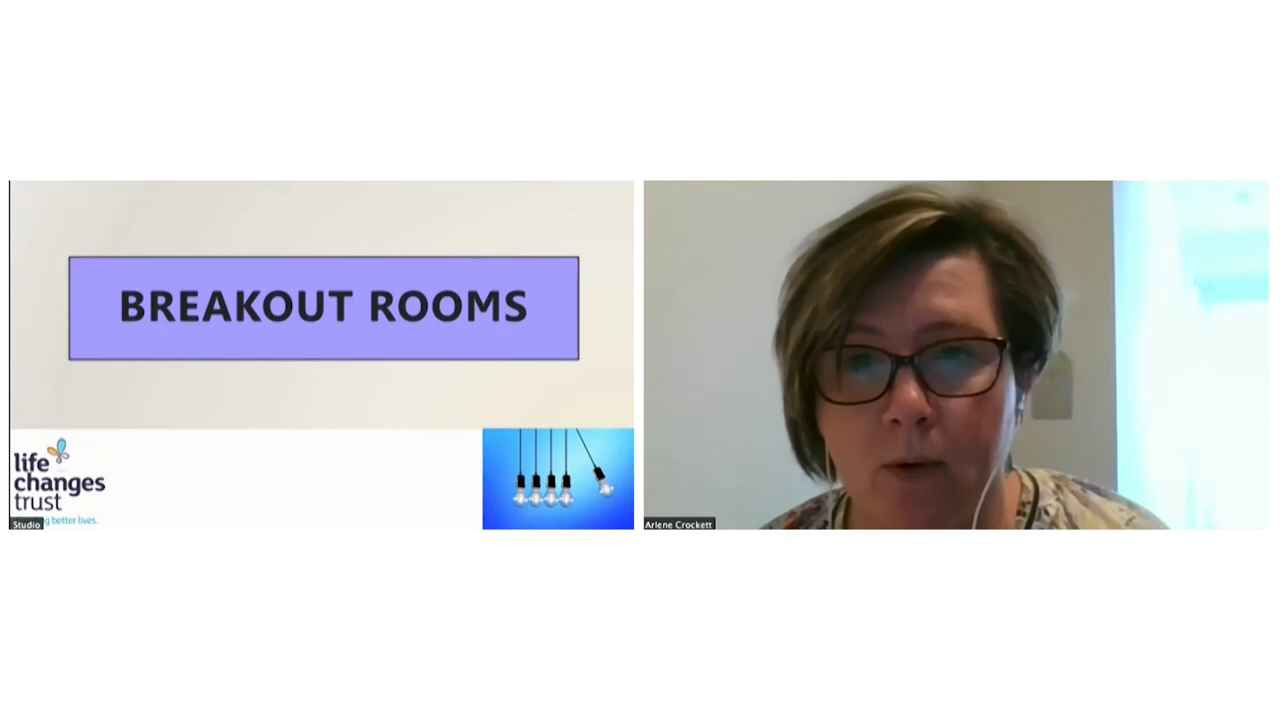 BREAKOUT ROOMS
life
changes
trust
g better lives.
Studio
Arlene Crockett